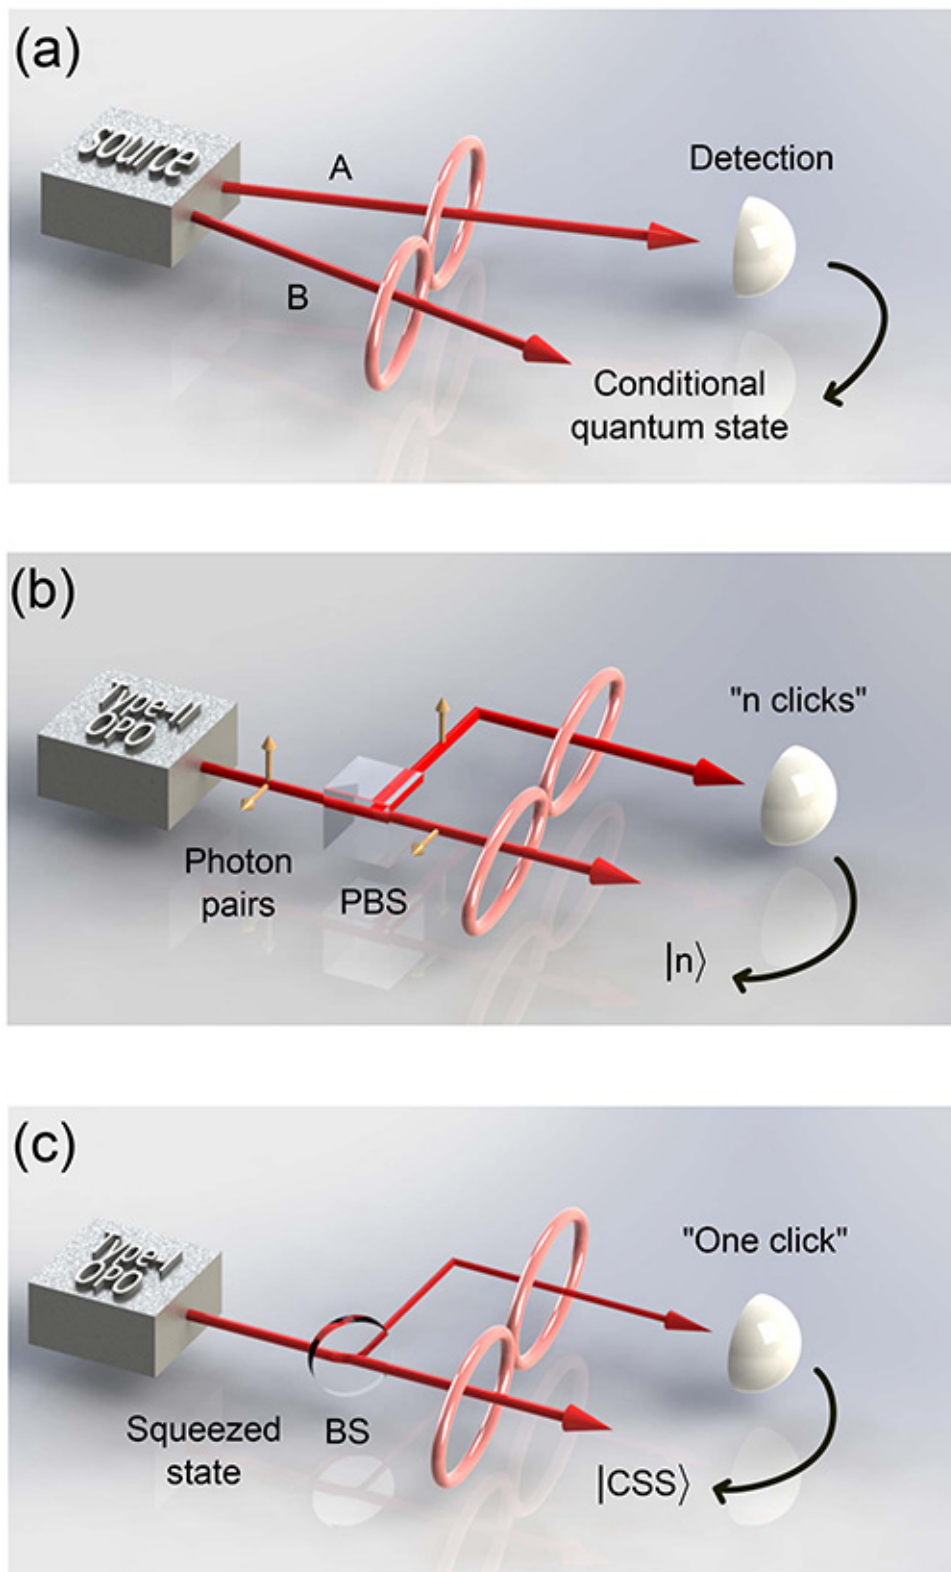 (a)
source
A
Detection
B
Conditional
quantum state
(b)
Type-II
OPO
"n clicks"
Photon
pairs
PBS
|n⟩
(c)
Type-I
OPO
"One click"
Squeezed
state
BS
|CSS⟩